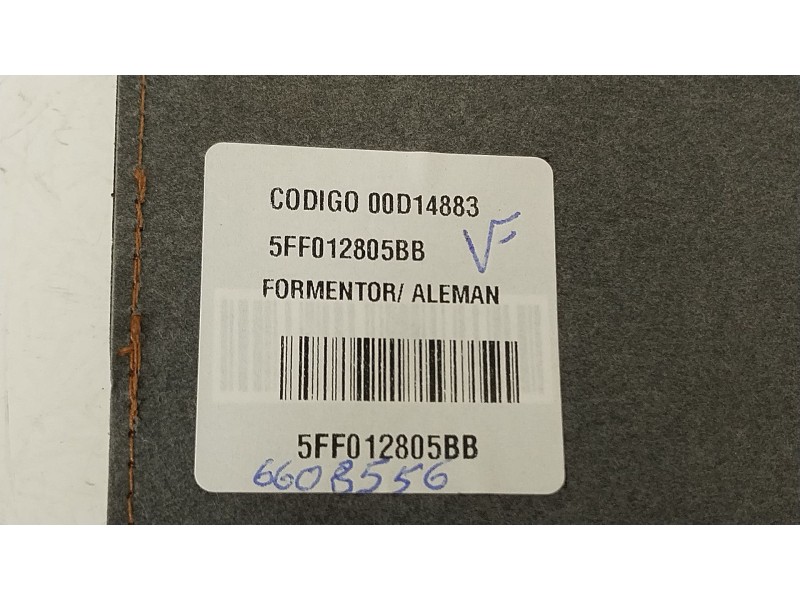 CODIGO 00D14883
5FF012805BB
FORMENTOR/ ALEMAN
5FF012805BB
6608556